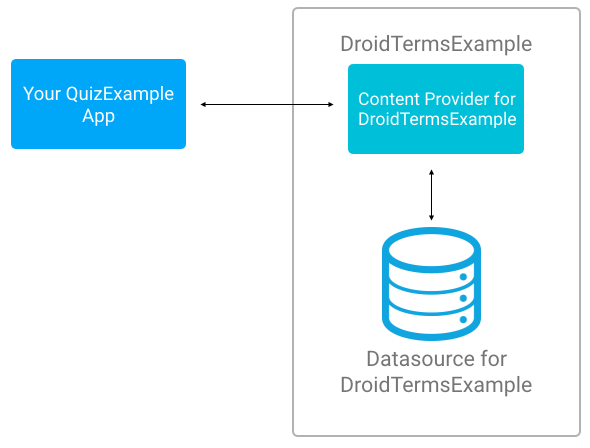 DroidTermsExample
Your QuizExample
App
Content Provider for
DroidTermsExample
Datasource for
DroidTermsExample